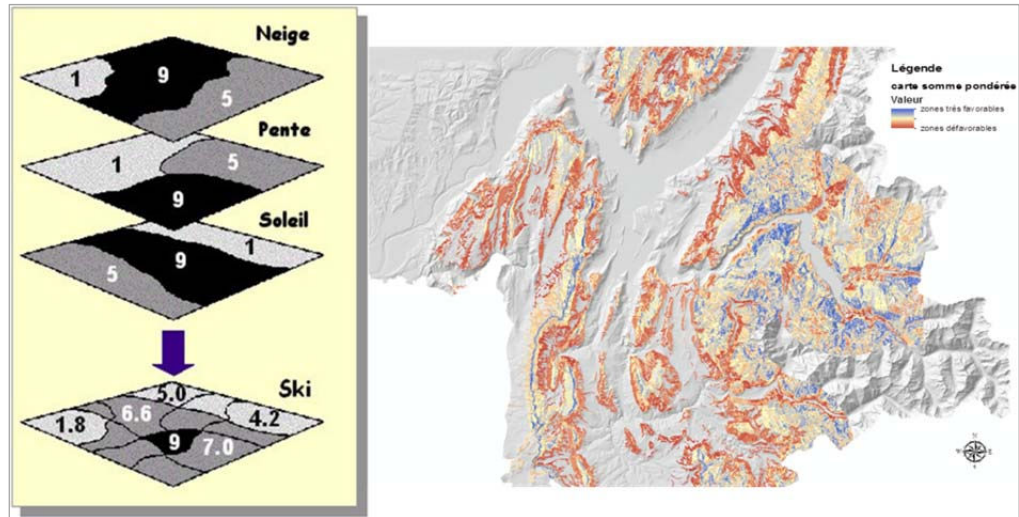 Neige
1
9
5
Pente
1
5
9
Soleil
1
9
5
Ski
5.0
6.6
4.2
1.8
9
7.0
Légende
carte somme pondérée
Valeur
zones très favorables
zones défavorables
N
W E
S